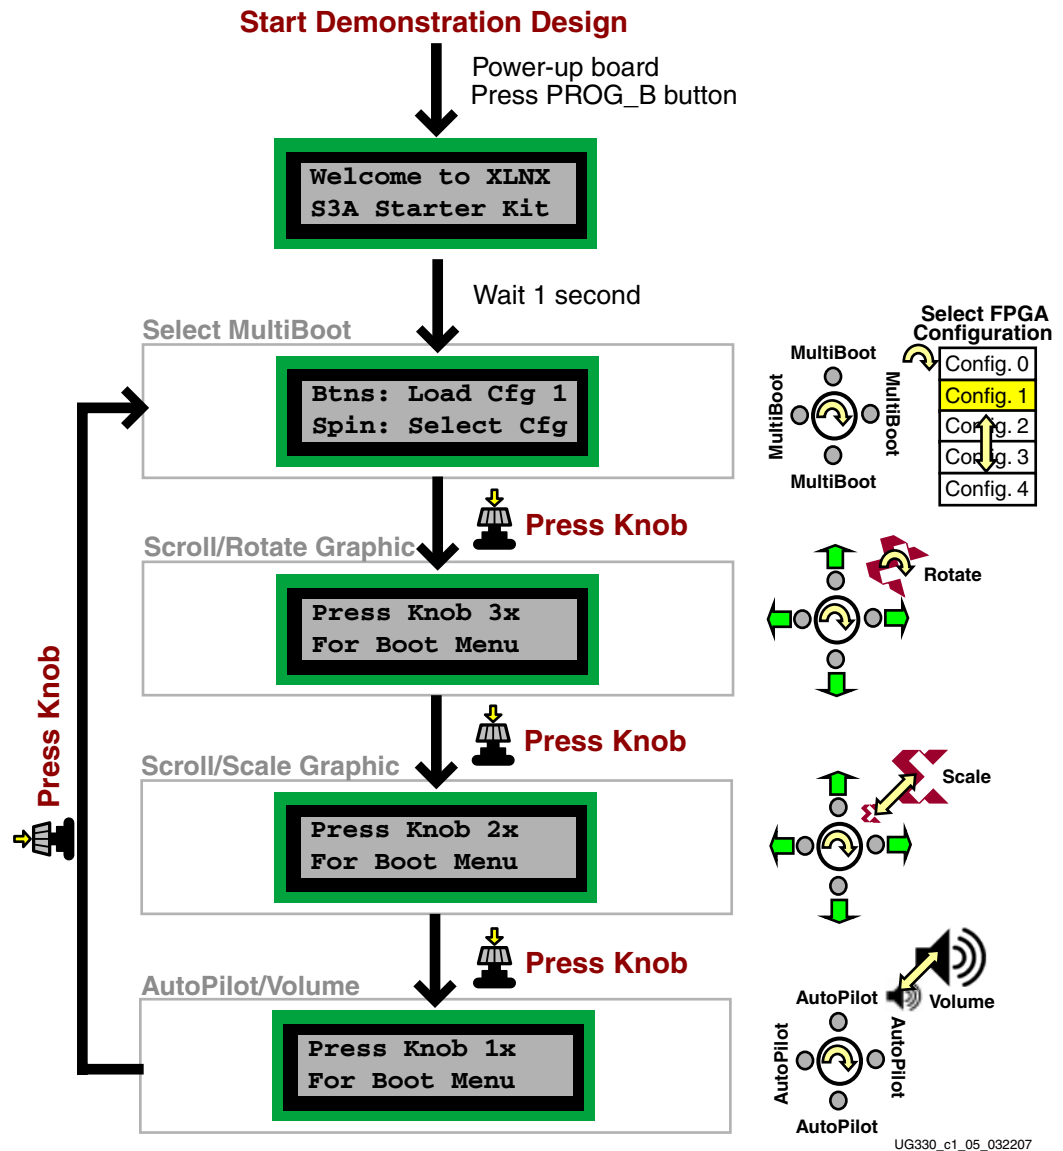 Start Demonstration Design
Power-up board
Press PROG_B button
Welcome to XLNX
S3A Starter Kit
Wait 1 second
Select MultiBoot
Btns: Load Cfg 1
Spin: Select Cfg
MultiBoot
MultiBoot
MultiBoot
MultiBoot
Select FPGA
Configuration
Config. 0
Config. 1
Config. 2
Config. 3
Config. 4
Press Knob
Scroll/Rotate Graphic
Press Knob 3x
For Boot Menu
Rotate
Press Knob
Press Knob
Scroll/Scale Graphic
Press Knob 2x
For Boot Menu
Scale
Press Knob
AutoPilot/Volume
Press Knob 1x
For Boot Menu
AutoPilot
Volume
AutoPilot
AutoPilot
AutoPilot
UG330_c1_05_032207